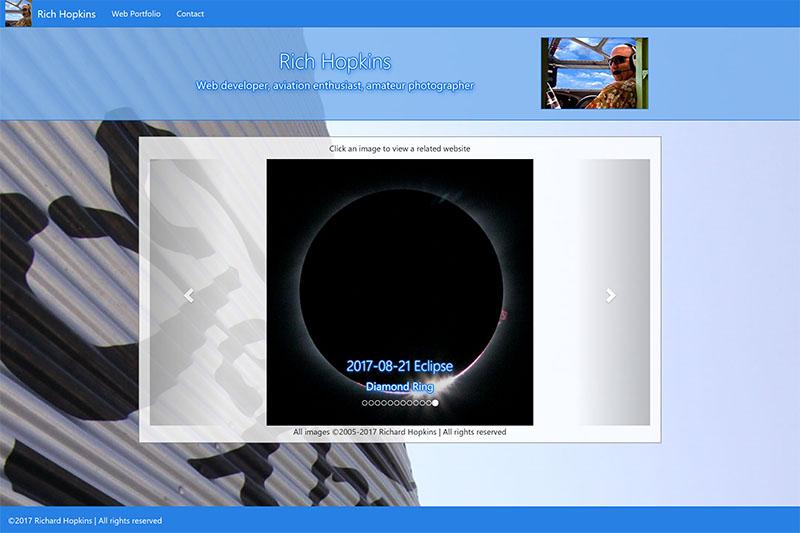 Rich Hopkins Web Portfolio Contact
Rich Hopkins
Web developer, aviation enthusiast, amateur photographer
Click an image to view a related website
2017-08-21 Eclipse
Diamond Ring
All images ©2005-2017 Richard Hopkins | All rights reserved
©2017 Richard Hopkins | All rights reserved